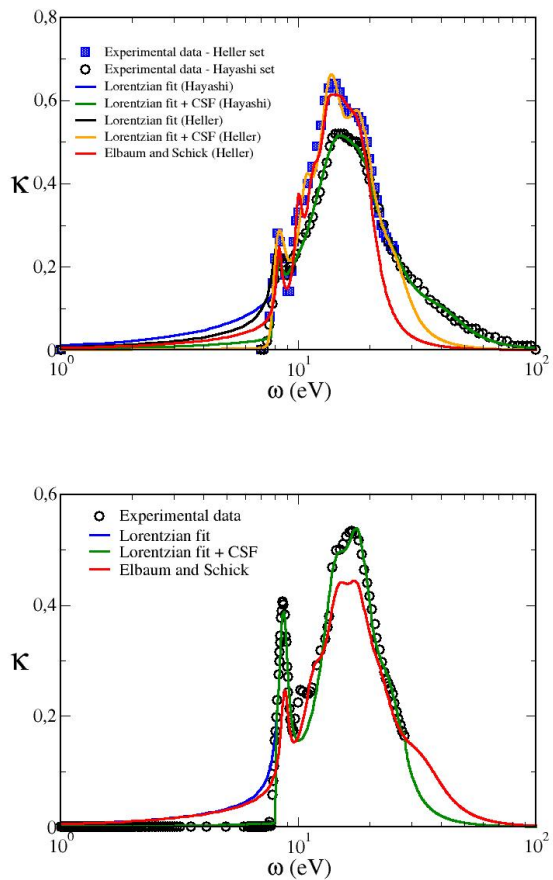 0,8
Experimental data - Heller set
Experimental data - Hayashi set
Lorentzian fit (Hayashi)
Lorentzian fit + CSF (Hayashi)
Lorentzian fit (Heller)
Lorentzian fit + CSF (Heller)
Elbaum and Schick (Heller)
0,6
κ
0,4
0,2
0
10^0
10^1
10^2
ω (eV)
0,6
Experimental data
Lorentzian fit
Lorentzian fit + CSF
Elbaum and Schick
0,4
κ
0,2
0
10^0
10^1
10^2
ω (eV)